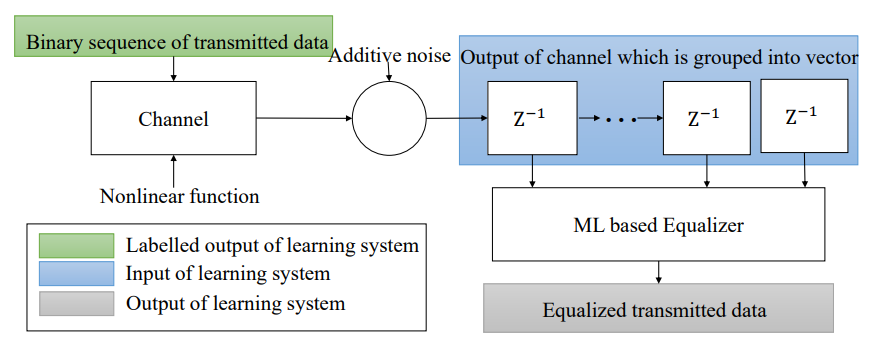 Binary sequence of transmitted data
Additive noise
Output of channel which is grouped into vector
Channel
Z⁻¹
• • •
Z⁻¹
Z⁻¹
Nonlinear function
ML based Equalizer
Labelled output of learning system
Input of learning system
Output of learning system
Equalized transmitted data